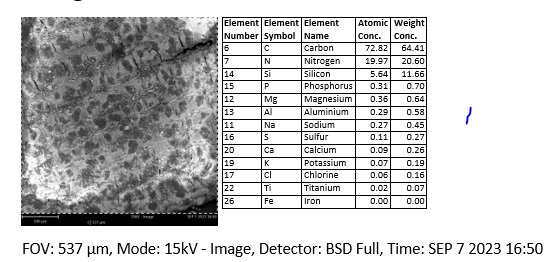 Element Number Element Symbol Element Name Atomic Conc. Weight Conc.
6 C Carbon 72.82 64.41
7 N Nitrogen 19.97 20.60
14 Si Silicon 5.64 11.66
15 P Phosphorus 0.31 0.70
12 Mg Magnesium 0.36 0.64
13 Al Aluminium 0.29 0.58
11 Na Sodium 0.27 0.45
16 S Sulfur 0.11 0.27
20 Ca Calcium 0.09 0.26
19 K Potassium 0.07 0.19
17 Cl Chlorine 0.06 0.16
22 Ti Titanium 0.02 0.07
26 Fe Iron 0.00 0.00
FOV: 537 µm, Mode: 15kV - Image, Detector: BSD Full, Time: SEP 7 2023 16:50